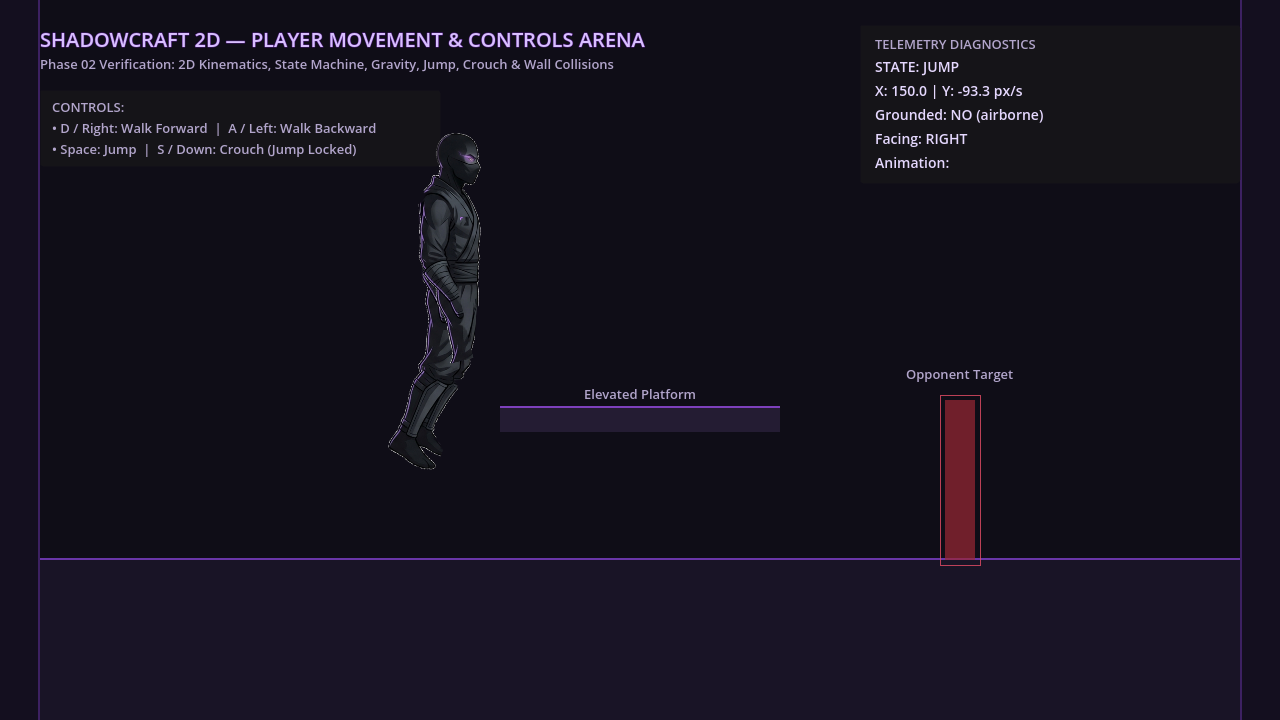 SHADOWCRAFT 2D — PLAYER MOVEMENT & CONTROLS ARENA
Phase 02 Verification: 2D Kinematics, State Machine, Gravity, Jump, Crouch & Wall Collisions
CONTROLS:
• D / Right: Walk Forward | A / Left: Walk Backward
• Space: Jump | S / Down: Crouch (Jump Locked)
TELEMETRY DIAGNOSTICS
STATE: JUMP
X: 150.0 | Y: -93.3 px/s
Grounded: NO (airborne)
Facing: RIGHT
Animation:
Opponent Target
Elevated Platform